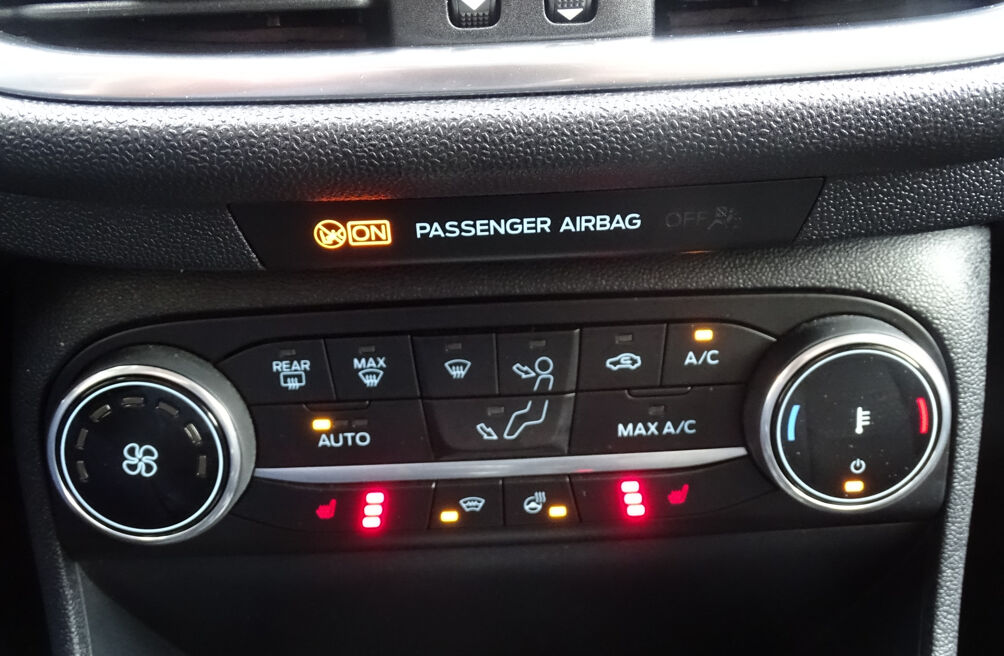 ON PASSENGER AIRBAG OFF
REAR
MAX
A/C
AUTO
MAX A/C